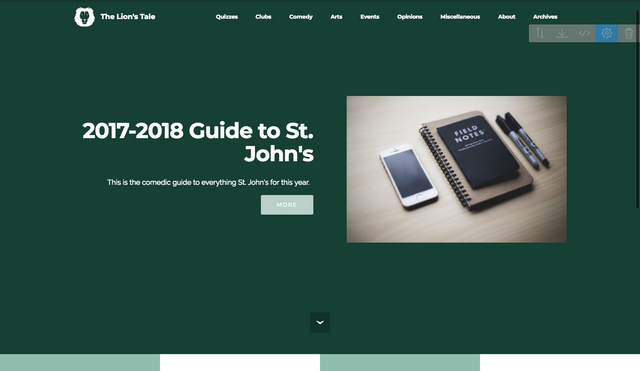 The Lion's Tale
Quizzes Clubs Comedy Arts Events Opinions Miscellaneous About Archives
2017-2018 Guide to St.
John's
This is the comedic guide to everything St. John's for this year.
MORE
FIELD
NOTES